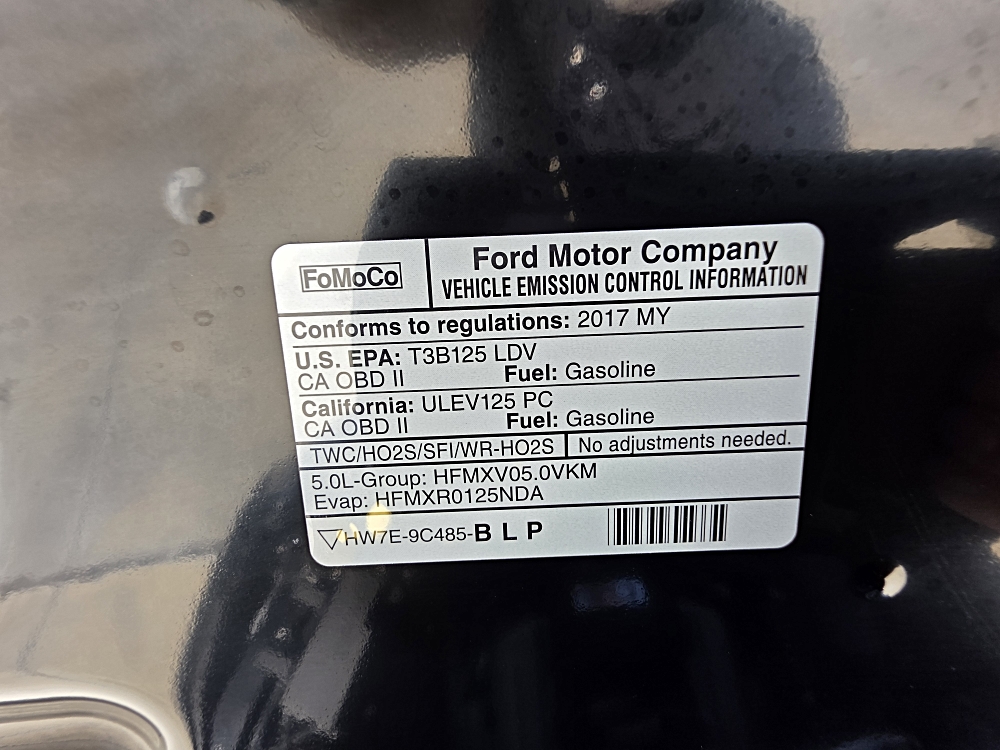 FoMoCo
Ford Motor Company
VEHICLE EMISSION CONTROL INFORMATION
Conforms to regulations: 2017 MY
U.S. EPA: T3B125 LDV
CA OBD II Fuel: Gasoline
California: ULEV125 PC
CA OBD II Fuel: Gasoline
TWC/HO2S/SFI/WR-HO2S No adjustments needed.
5.0L-Group: HFMXV05.0VKM
Evap: HFMXR0125NDA
HW7E-9C485-B L P